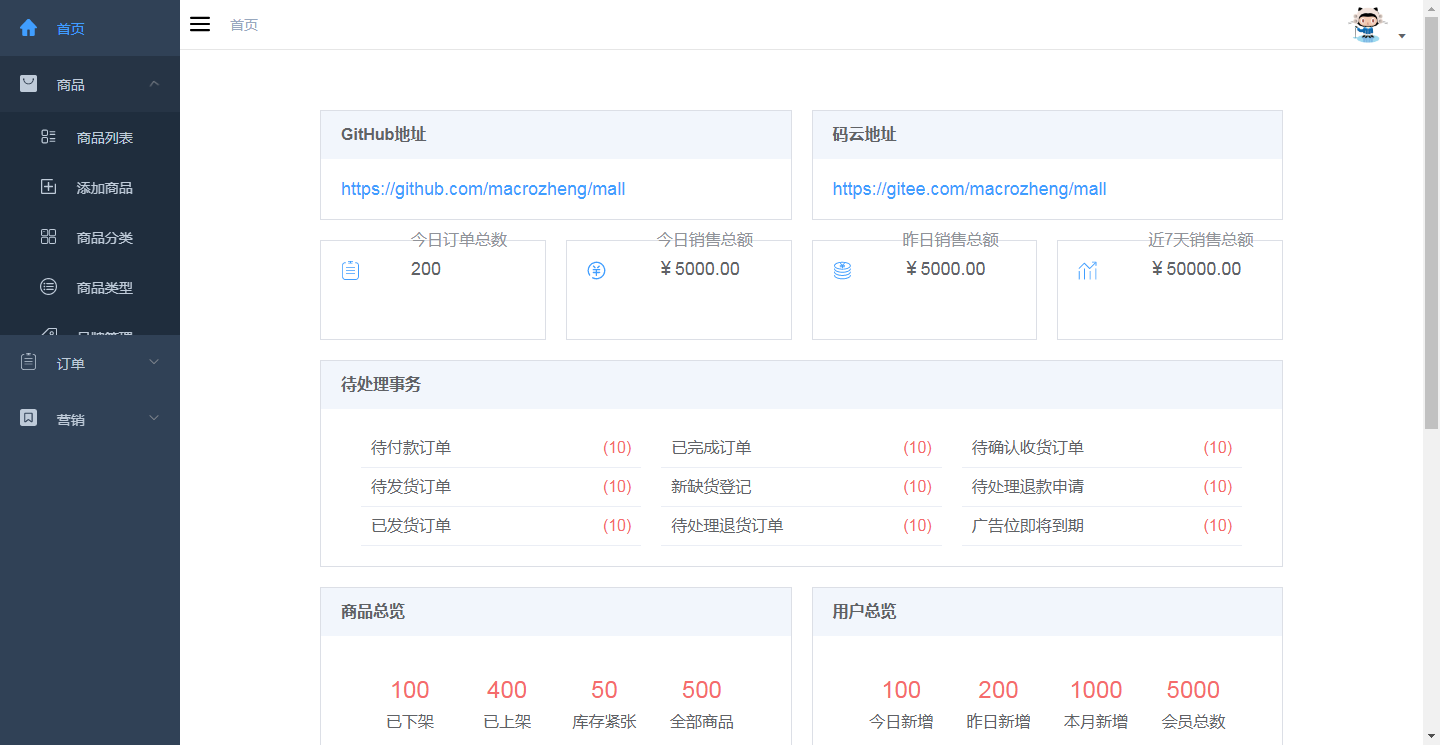 首页
商品
商品列表
添加商品
商品分类
商品类型
品牌管理
订单
营销
首页
GitHub地址
https://github.com/macrozheng/mall
码云地址
https://gitee.com/macrozheng/mall
今日订单总数
200
今日销售总额
￥5000.00
昨日销售总额
￥5000.00
近7天销售总额
￥50000.00
待处理事务
待付款订单 (10) 已完成订单 (10) 待确认收货订单 (10)
待发货订单 (10) 新缺货登记 (10) 待处理退款申请 (10)
已发货订单 (10) 待处理退货订单 (10) 广告位即将到期 (10)
商品总览
100 400 50 500
已下架 已上架 库存紧张 全部商品
用户总览
100 200 1000 5000
今日新增 昨日新增 本月新增 会员总数